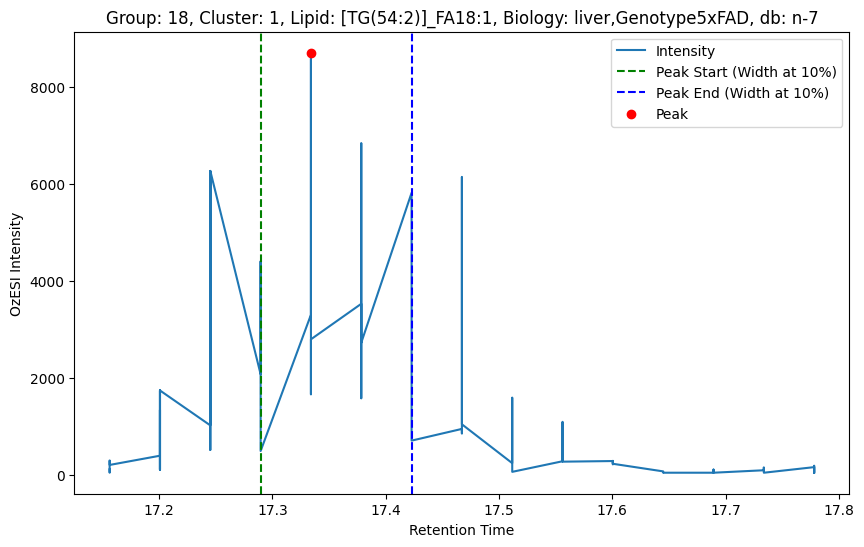 Group: 18, Cluster: 1, Lipid: [TG(54:2)]_FA18:1, Biology: liver,Genotype5xFAD, db: n-7
Intensity
Peak Start (Width at 10%)
Peak End (Width at 10%)
Peak
8000
6000
4000
2000
0
OzESI Intensity
17.2
17.3
17.4
17.5
17.6
17.7
17.8
Retention Time